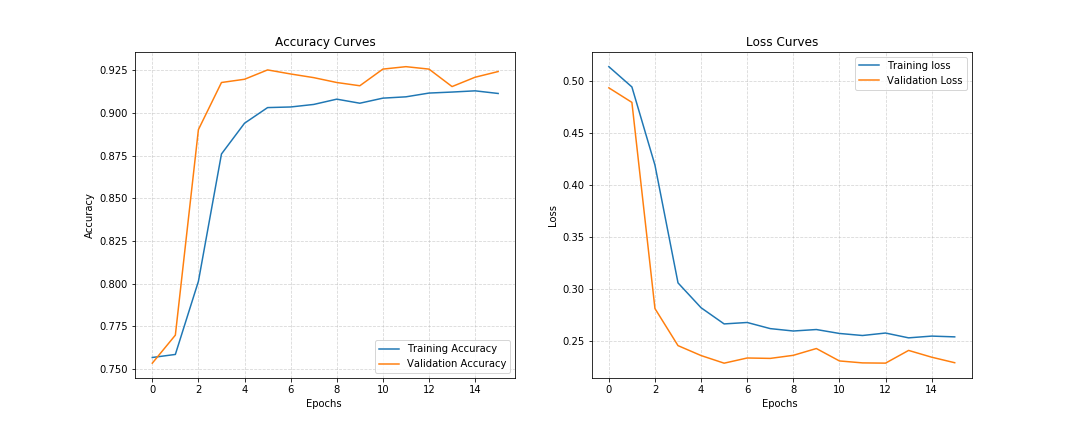 Accuracy Curves
0.925
0.900
0.875
0.850
0.825
0.800
0.775
0.750
Accuracy
0 2 4 6 8 10 12 14
Epochs
Training Accuracy
Validation Accuracy
Loss Curves
0.50
0.45
0.40
0.35
0.30
0.25
Loss
0 2 4 6 8 10 12 14
Epochs
Training loss
Validation Loss